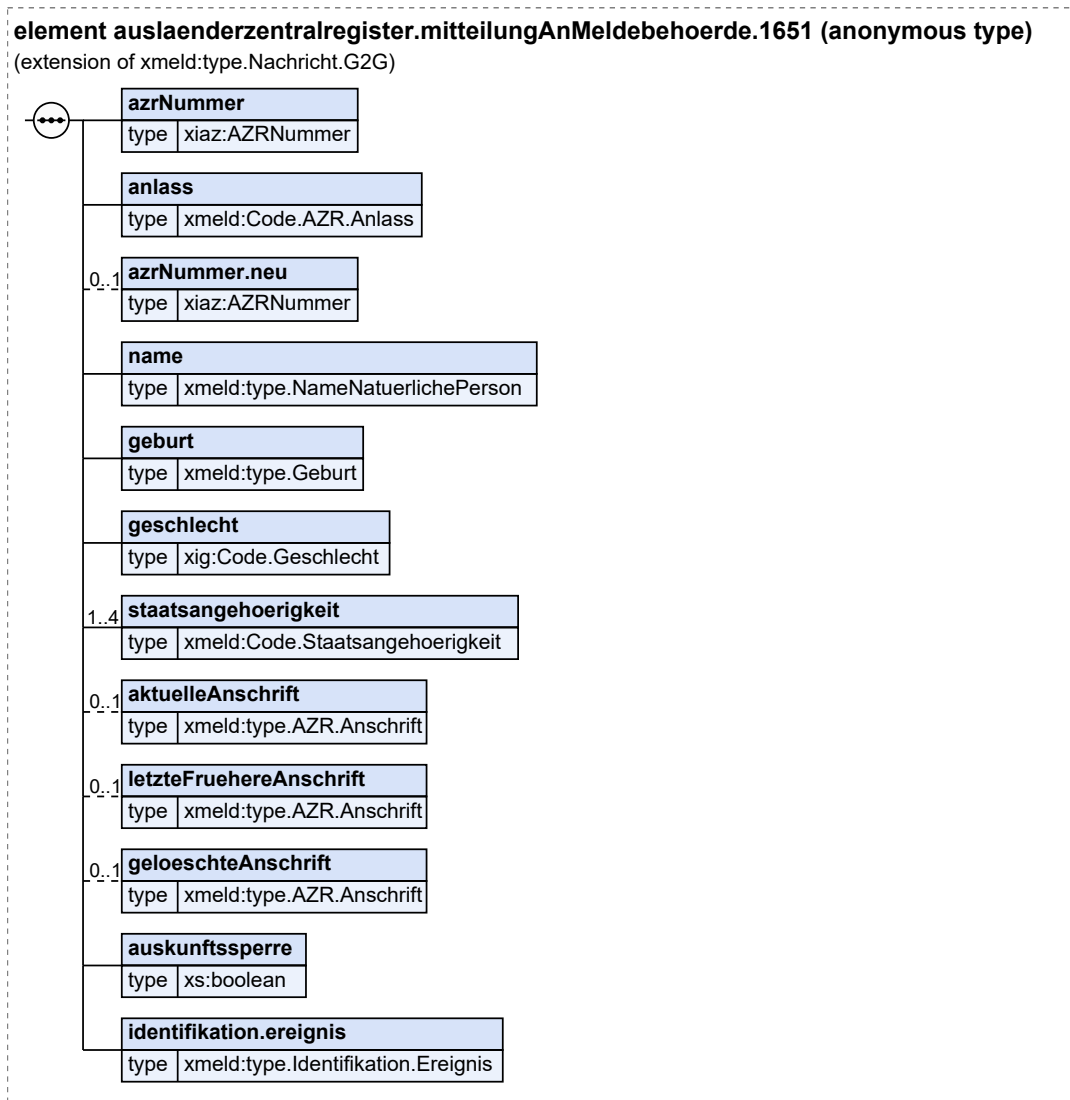 element auslaenderzentralregister.mitteilungAnMeldebehoerde.1651 (anonymous type)
(extension of xmeld:type.Nachricht.G2G)
azrNummer
type xiaz:AZRNummer
anlass
type xmeld:Code.AZR.Anlass
0..1 azrNummer.neu
type xiaz:AZRNummer
name
type xmeld:type.NameNatuerlichePerson
geburt
type xmeld:type.Geburt
geschlecht
type xig:Code.Geschlecht
1..4 staatsangehoerigkeit
type xmeld:Code.Staatsangehoerigkeit
0..1 aktuelleAnschrift
type xmeld:type.AZR.Anschrift
0..1 letzteFruehereAnschrift
type xmeld:type.AZR.Anschrift
0..1 geloeschteAnschrift
type xmeld:type.AZR.Anschrift
auskunftssperre
type xs:boolean
identifikation.ereignis
type xmeld:type.Identifikation.Ereignis